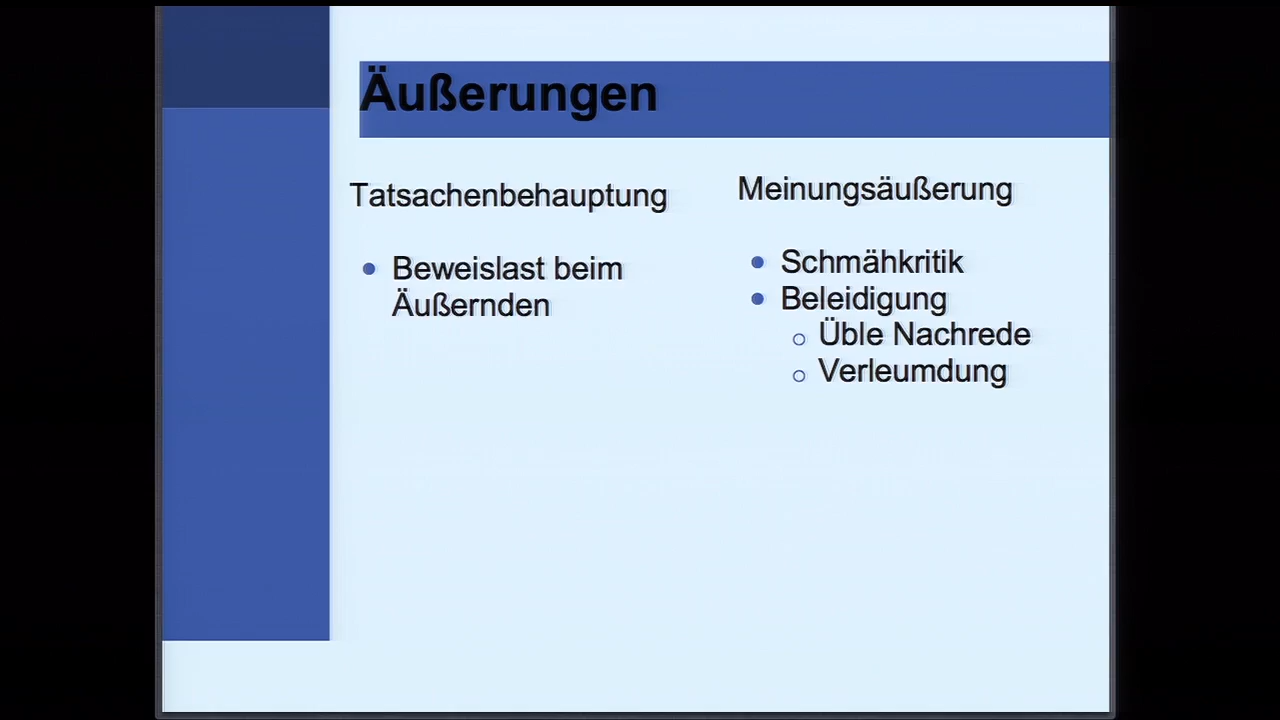 Äußerungen
Tatsachenbehauptung
Beweislast beim
Äußernden
Meinungsäußerung
Schmähkritik
Beleidigung
Üble Nachrede
Verleumdung